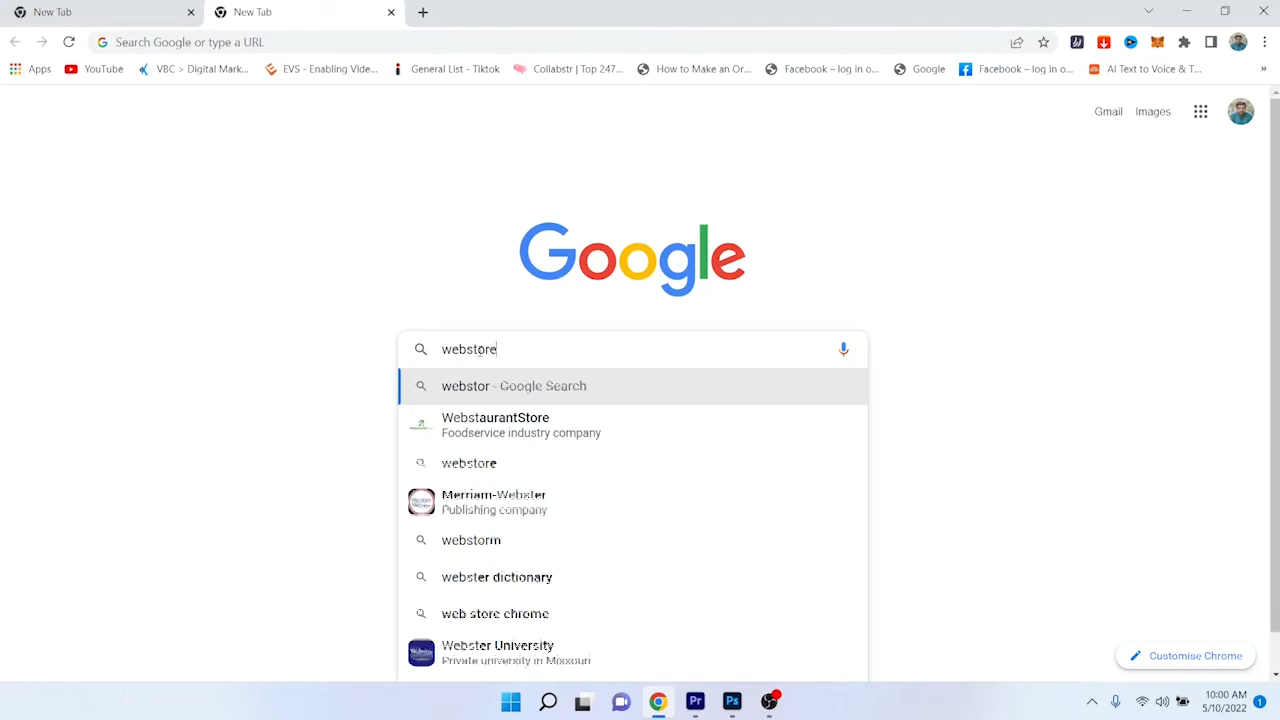 New Tab
New Tab
Search Google or type a URL
Apps
YouTube
VBC > Digital Mark...
EVS - Enabling VIde...
General List - Tiktok
Collabstr | Top 247...
How to Make an Or...
Facebook – log in o...
Google
Facebook – log in o...
AI Text to Voice & T...
»
Gmail
Images
Google
webstore
webstor - Google Search
WebstaurantStore
Foodservice industry company
webstore
Merriam-Webster
Publishing company
webstorm
webster dictionary
web store chrome
Webster University
Private university in Missouri
Customise Chrome
Pr
Ps
10:00 AM
5/10/2022
1